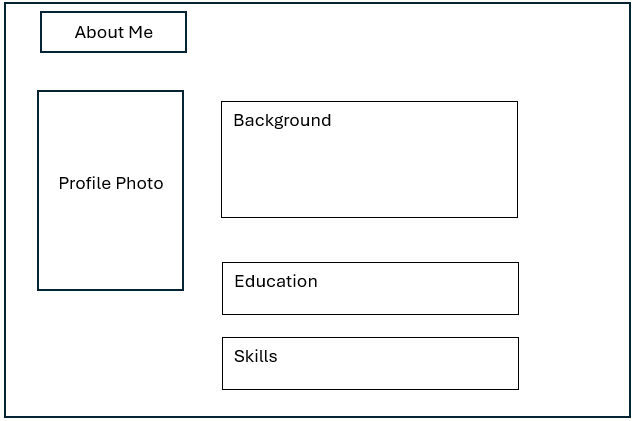 About Me
Profile Photo
Background
Education
Skills